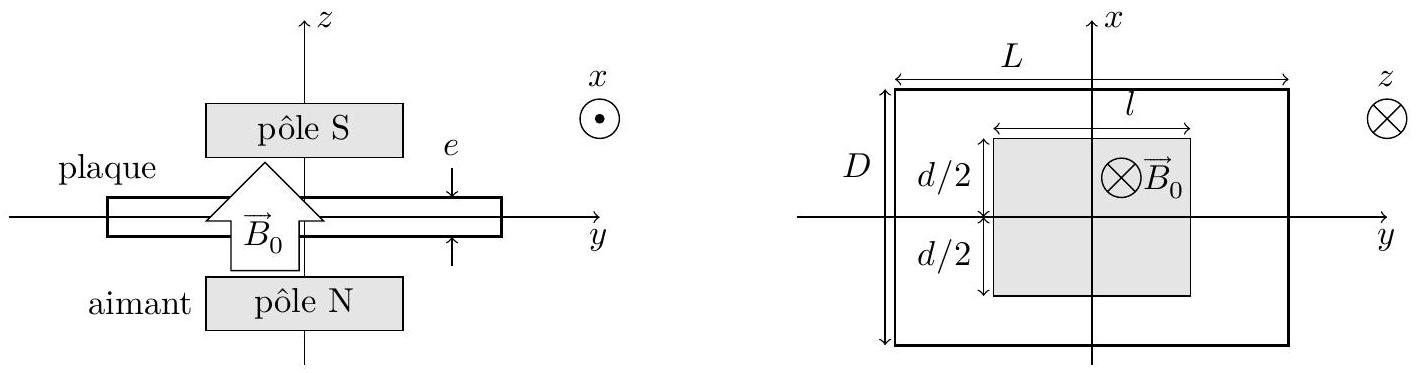 z
x
pôle S
e
plaque
B⃗₀
y
aimant
pôle N
x
L
z
l
D
d/2
B⃗₀
y
d/2